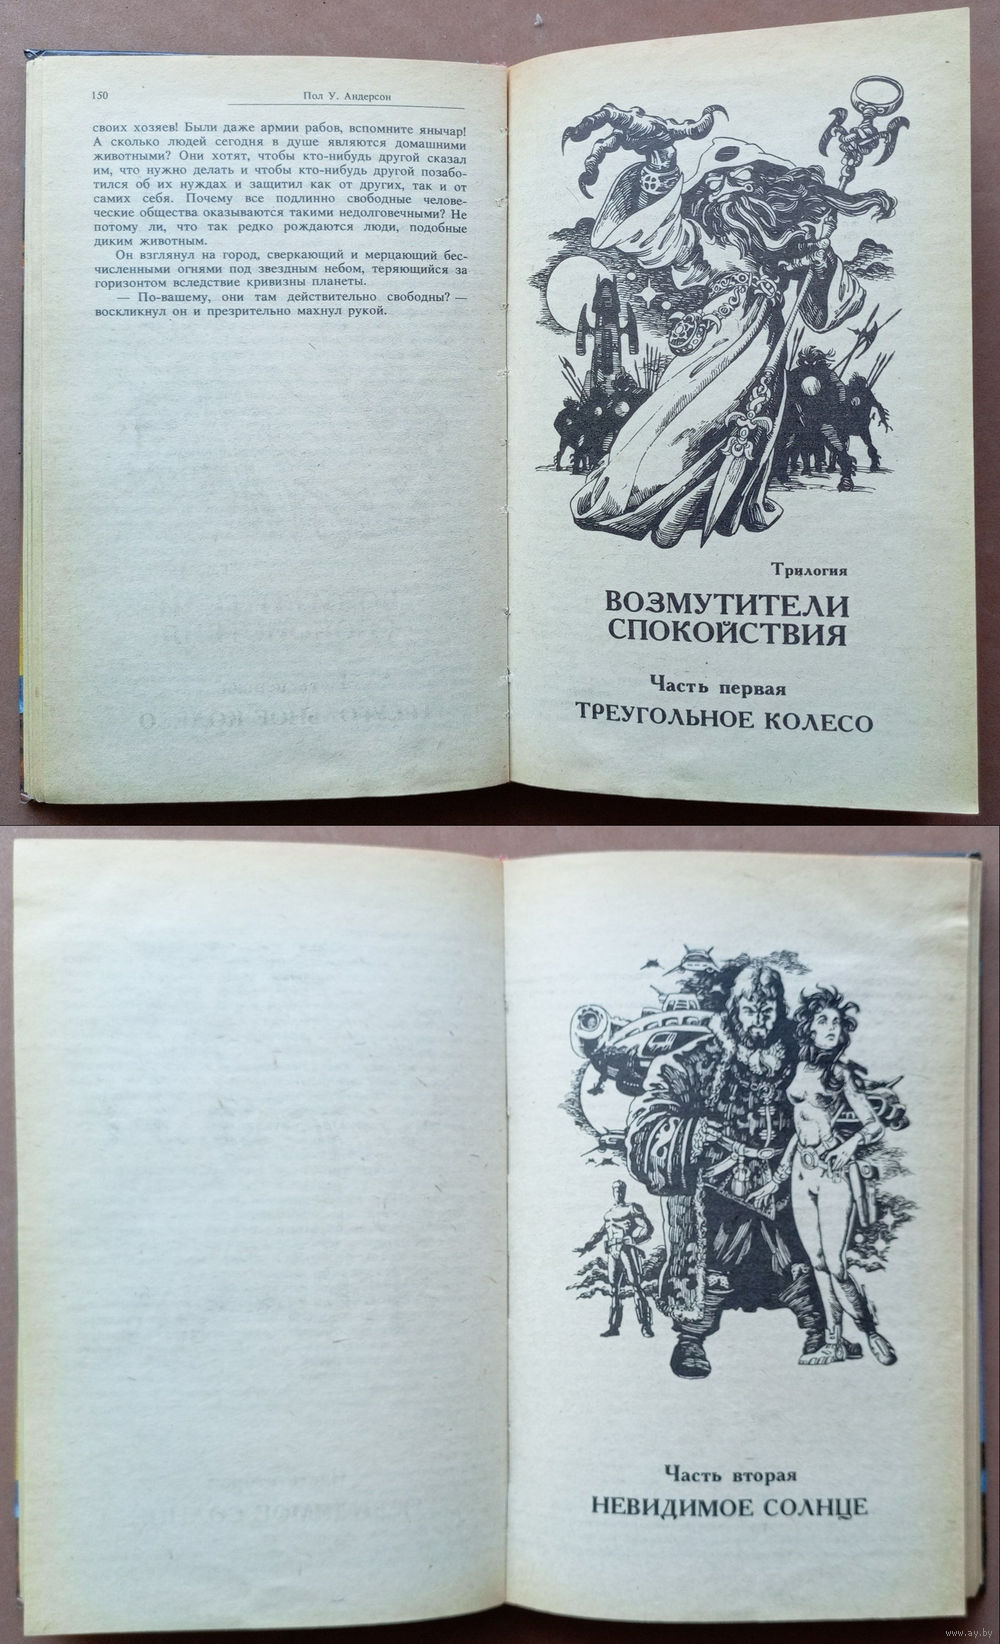 150
Пол У. Андерсон
своих хозяев! Были даже армии рабов, вспомните янычар!
А сколько людей сегодня в душе являются домашними
животными? Они хотят, чтобы кто-нибудь другой сказал
им, что нужно делать и чтобы кто-нибудь другой позабо-
тился об их нуждах и защитил как от других, так и от
самих себя. Почему все подлинно свободные челове-
ческие общества оказываются такими недолговечными? Не
потому ли, что так редко рождаются люди, подобные
диким животным.
Он взглянул на город, сверкающий и мерцающий бес-
численными огнями под звездным небом, теряющийся за
горизонтом вследствие кривизны планеты.
— По-вашему, они там действительно свободны? —
воскликнул он и презрительно махнул рукой.
Трилогия
ВОЗМУТИТЕЛИ
СПОКОЙСТВИЯ
Часть первая
ТРЕУГОЛЬНОЕ КОЛЕСО
Часть вторая
НЕВИДИМОЕ СОЛНЦЕ
www.ay.by